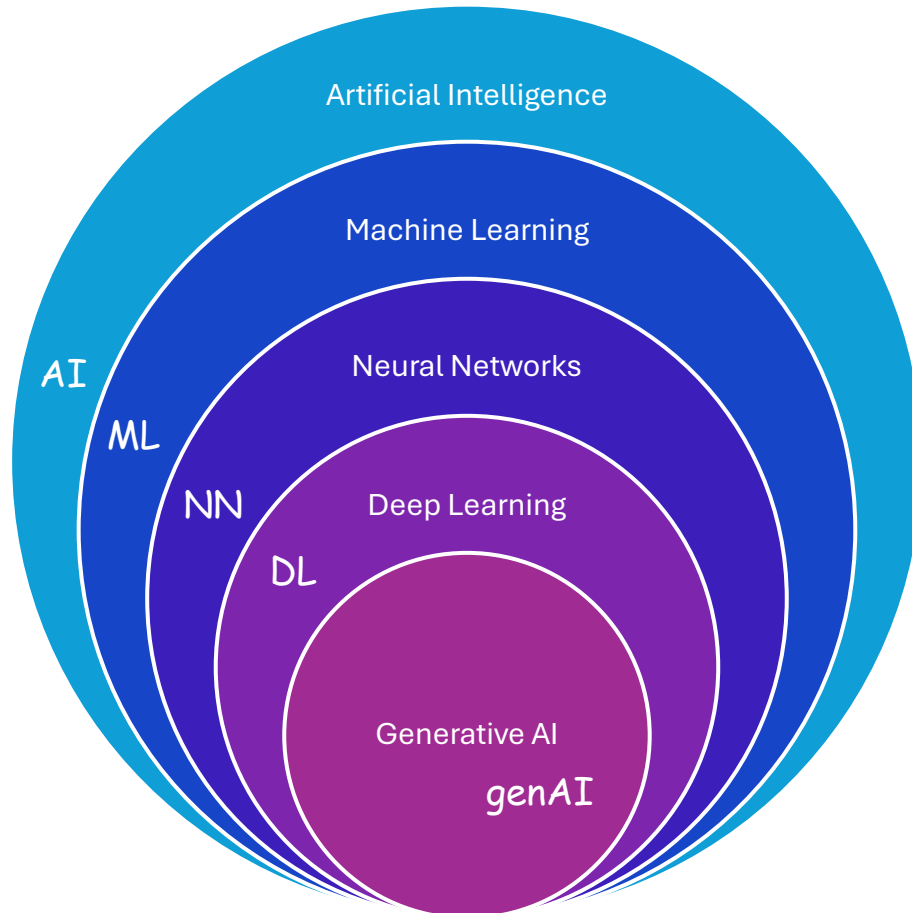 Artificial Intelligence
Machine Learning
Neural Networks
AI
ML
NN
Deep Learning
DL
Generative AI
genAI